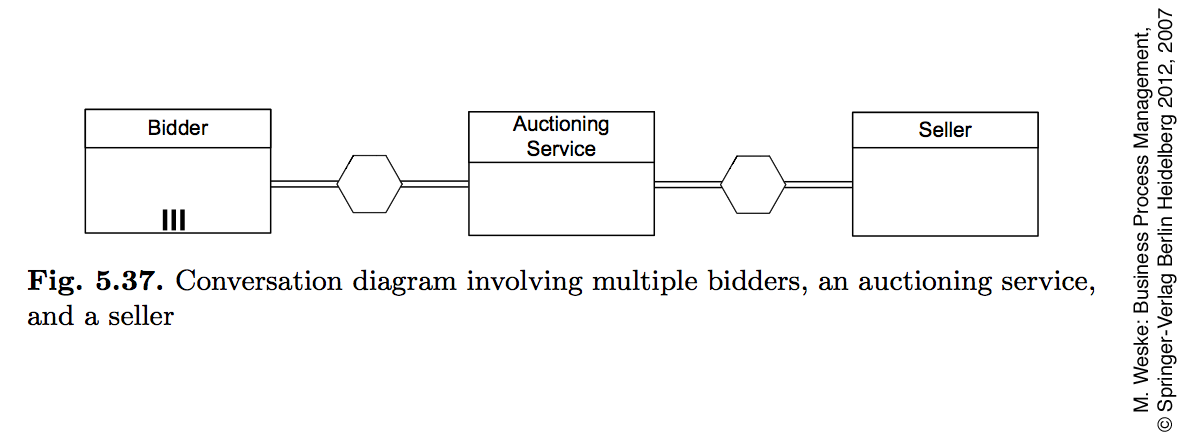 Bidder
Auctioning
Service
Seller
Fig. 5.37. Conversation diagram involving multiple bidders, an auctioning service,
and a seller
M. Weske: Business Process Management,
© Springer-Verlag Berlin Heidelberg 2012, 2007